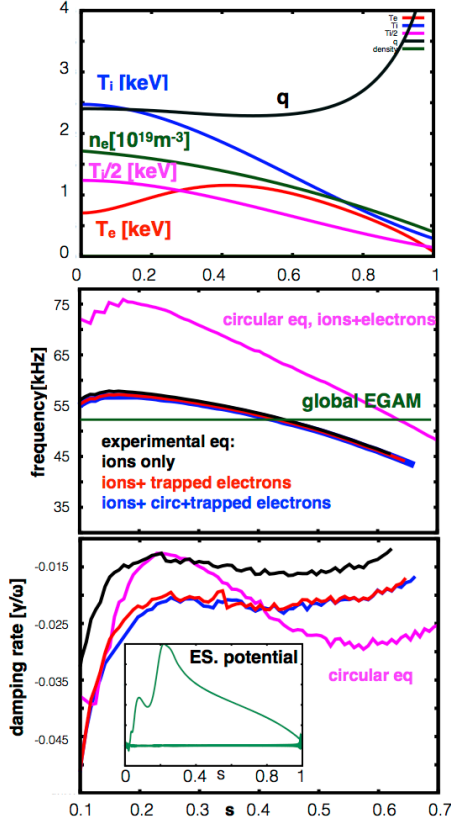 4
3
2
1
0
Te
Ti
Ti/2
q
density
T_i [keV]
q
n_e[10^19m^-3]
T_i/2 [keV]
T_e [keV]
0 0.2 0.4 0.6 0.8 1
frequency[kHz]
75
65
55
45
35
circular eq, ions+electrons
global EGAM
experimental eq:
ions only
ions+ trapped electrons
ions+ circ+trapped electrons
damping rate [γ/ω]
-0.015
-0.025
-0.035
-0.045
circular eq
ES. potential
0 0.4 0.8 1
s
0.1 0.2 0.3 0.4 0.5 0.6 0.7
s